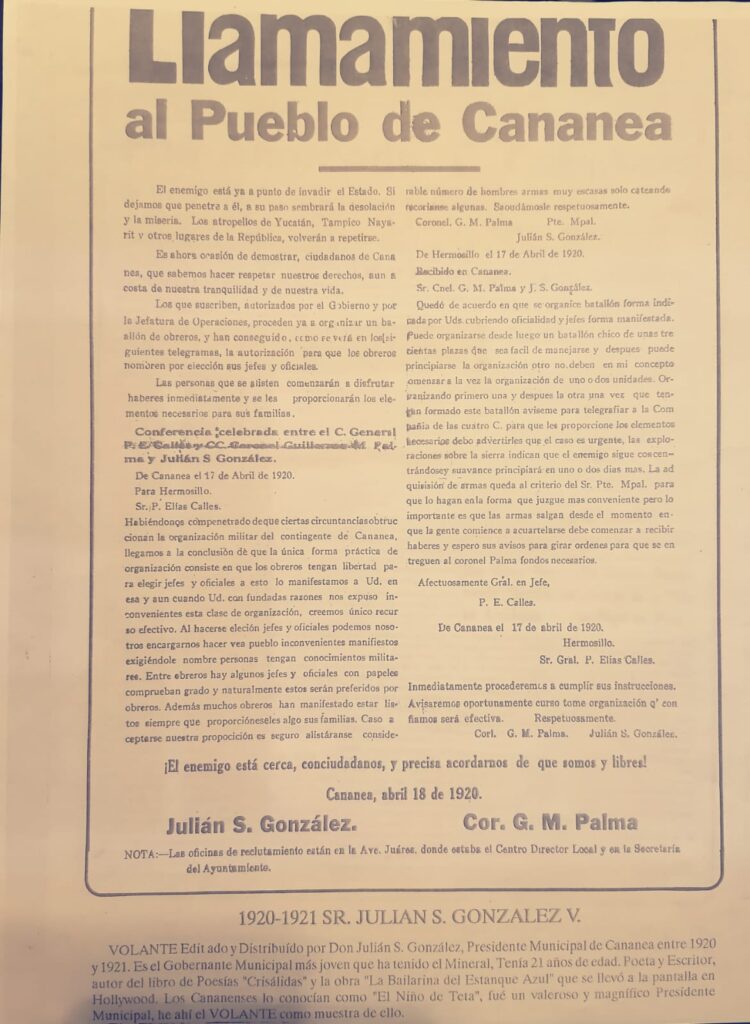 Llamamiento
al Pueblo de Cananea
El enemigo está ya a punto de invadir el Estado. Si
dejamos que penetra a él, a su paso sembrará la desolación
y la miseria. Los atropellos de Yucatán, Tampico Naya-
rit y otros lugares de la República, volverán a repetirse.
Es ahora ocasión de demostrar, ciudadanos de Cana
nea, que sabemos hacer respetar nuestros derechos, aun a
costa de nuestra tranquilidad y de nuestra vida.
Los que suscriben, autorizados por el Gobierno y por
la Jefatura de Operaciones, proceden ya a organizar un ba-
allón de obreros, y han conseguido, como se verá en los si-
guientes telegramas, la autorización para que los obreros
nombren por elección sus jefes y oficiales.
Las personas que se alisten comenzarán a disfrutar
haberes inmediatamente y se les proporcionarán los ele-
mentos necesarios para sus familias.
Conferencia celebrada entre el C. General
P. E. Calles y CC. Coronel Guillermo M. Pal-
ma y Julián S González.
De Cananea el 17 de Abril de 1920.
Para Hermosillo.
Sr. P. Elias Calles.
Habiéndonos compenetrado de que ciertas circuntancias obtruc
cionan la organización militar del contingente de Cananea,
llegamos a la conclusión de que la única forma práctica de
organización consiste en que los obreros tengan libertad pa-
ra elegir jefes y oficiales a esto lo manifestamos a Ud. en
esa y aun cuando Ud. con fundadas razones nos expuso in-
convenientes esta clase de organización, creemos único recur
so efectivo. Al hacerse eleción jefes y oficiales podemos noso-
tros encargarnos hacer vea pueblo inconvenientes manifiestos
exigiéndole nombre personas tengan conocimientos milita-
res. Entre obreros hay algunos jefes y oficiales con papeles
comprueban grado y naturalmente estos serán preferidos por
obreros. Además muchos obreros han manifestado estar lis-
tos siempre que proporcióneseles algo sus familias. Caso a
ceptarse nuestra propocición es seguro alistáranse conside-
rable número de hombres armas muy escasas solo cateando
recorianse algunas. Saoudámosle respetuosamente.
Coronel. G. M. Palma Pte. Mpal.
Julián S. González.
De Hermosillo el 17 de Abril de 1920.
Recibido en Cananea.
Sr. Cnel. G. M. Palma y J. S. González.
Quedó de acuerdo en que se organice batallón forma indi-
cada por Uds. cubriendo oficialidad y jefes forma manifestada.
Puede organizarse desde luego un batallón chico de unas tre
cientas plazas que sea facil de manejarse y despues puede
principiarse la organización otro no deben en mi concepto
omenzar a la vez la organización de uno o dos unidades. Or-
ganizando primero una y despues la otra una vez que ten-
gan formado este batallón aviseme para telegrafiar a la Com
pañia de las cuatro C. para que les proporcione los elementos
necesarios debo advertirles que el caso es urgente, las explo-
raciones sobre la sierra indican que el enemigo sigue concen-
trándosey suavance principiará en uno o dos dias mas. La ad
quisición de armas queda al criterio del Sr. Pte. Mpal. para
que lo hagan en la forma que juzgue mas conveniente pero lo
importante es que las armas salgan desde el momento en-
que la gente comience a acuartelarse debe comenzar a recibir
haberes y espero sus avisos para girar ordenes para que se en
treguen al coronel Palma fondos necesarios.
Afectuosamente Gral. en Jefe,
P. E. Calles.
De Cananea el 17 de abril de 1920.
Hermosillo.
Sr. Gral. P. Elias Calles.
Inmediatamente procederemos a cumplir sus instrucciones.
Avisaremos oportunamente curso tome organización q' con
fiamos será efectiva. Respetuosamente.
Corl. G. M. Palma. Julián S. González.
¡El enemigo está cerca, conciudadanos, y precisa acordarnos de que somos y libres!
Cananea, abril 18 de 1920.
Julián S. González. Cor. G. M. Palma
NOTA:—Las oficinas de reclutamiento están en la Ave. Juárez, donde estaba el Centro Director Local y en la Secretaría
del Ayuntamiento.
1920-1921 SR. JULIAN S. GONZALEZ V.
VOLANTE Edit ado y Distribuído por Don Julián S. González, Presidente Municipal de Cananea entre 1920
y 1921. Es el Gobernante Municipal más joven que ha tenido el Mineral, Tenía 21 años de edad. Poeta y Escritor,
autor del libro de Poesías "Crisálidas" y la obra "La Bailarina del Estanque Azul" que se llevó a la pantalla en
Hollywood. Los Cananenses lo conocían como "El Niño de Teta", fué un valeroso y magnífico Presidente
Municipal, he ahí el VOLANTE como muestra de ello.